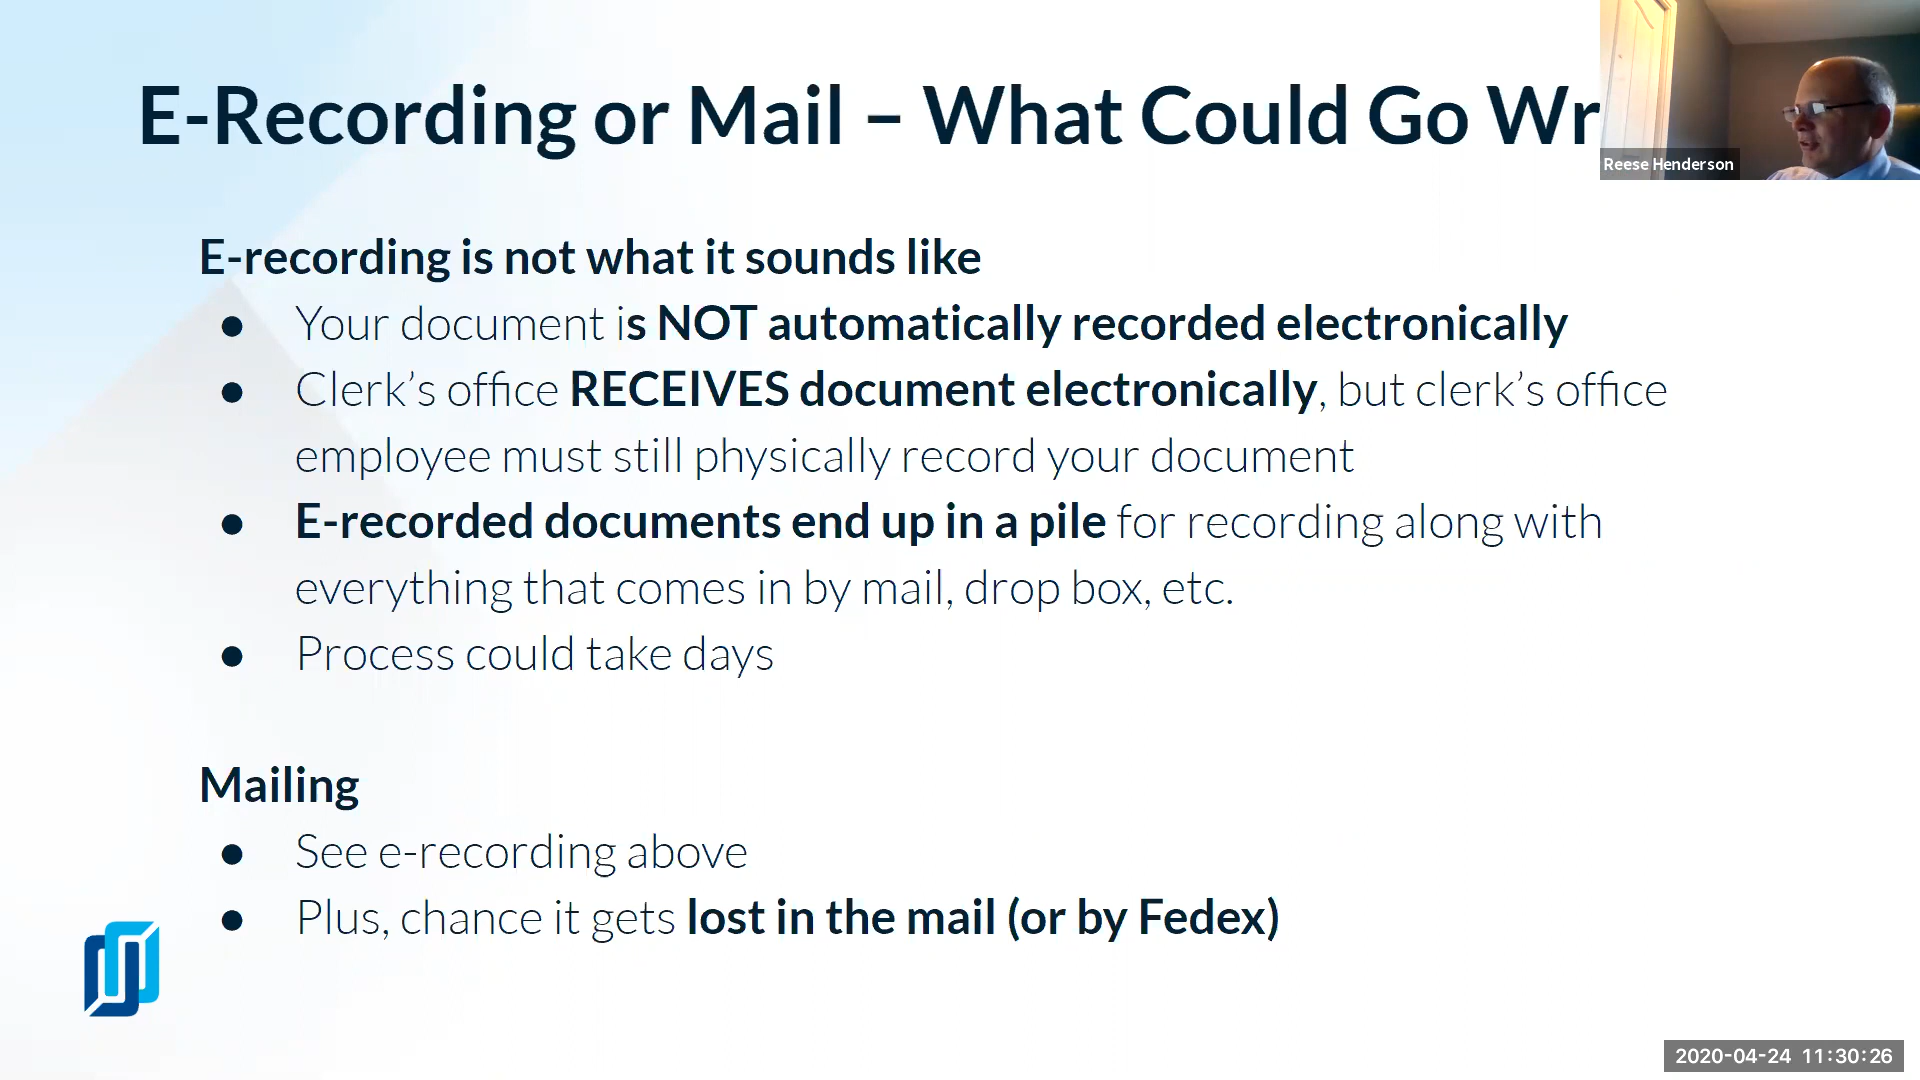 E-Recording or Mail – What Could Go Wr
Reese Henderson
E-recording is not what it sounds like
● Your document is NOT automatically recorded electronically
● Clerk’s office RECEIVES document electronically, but clerk’s office
employee must still physically record your document
● E-recorded documents end up in a pile for recording along with
everything that comes in by mail, drop box, etc.
● Process could take days
Mailing
● See e-recording above
● Plus, chance it gets lost in the mail (or by Fedex)
2020-04-24 11:30:26